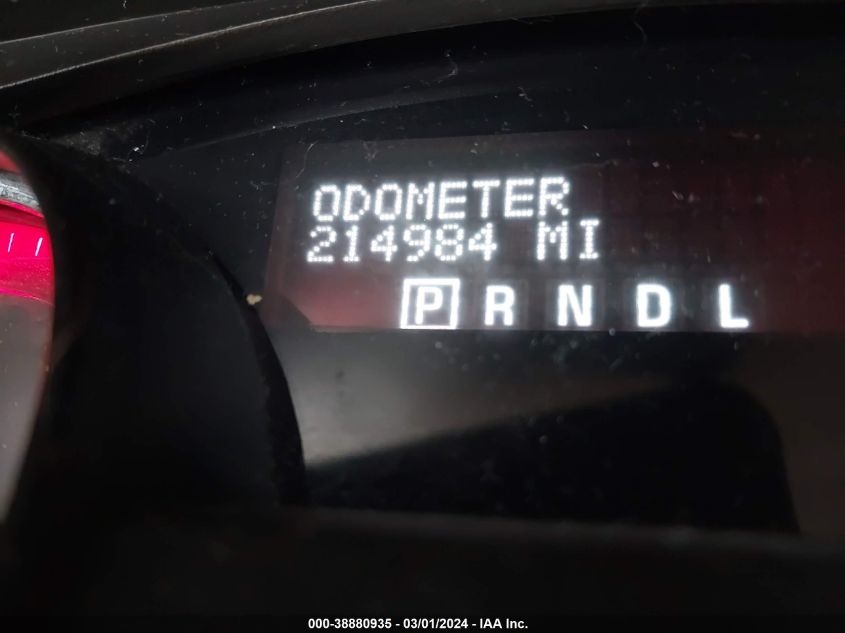 ODOMETER
214984 MI
P R N D L
000-38880935 - 03/01/2024 - IAA Inc.